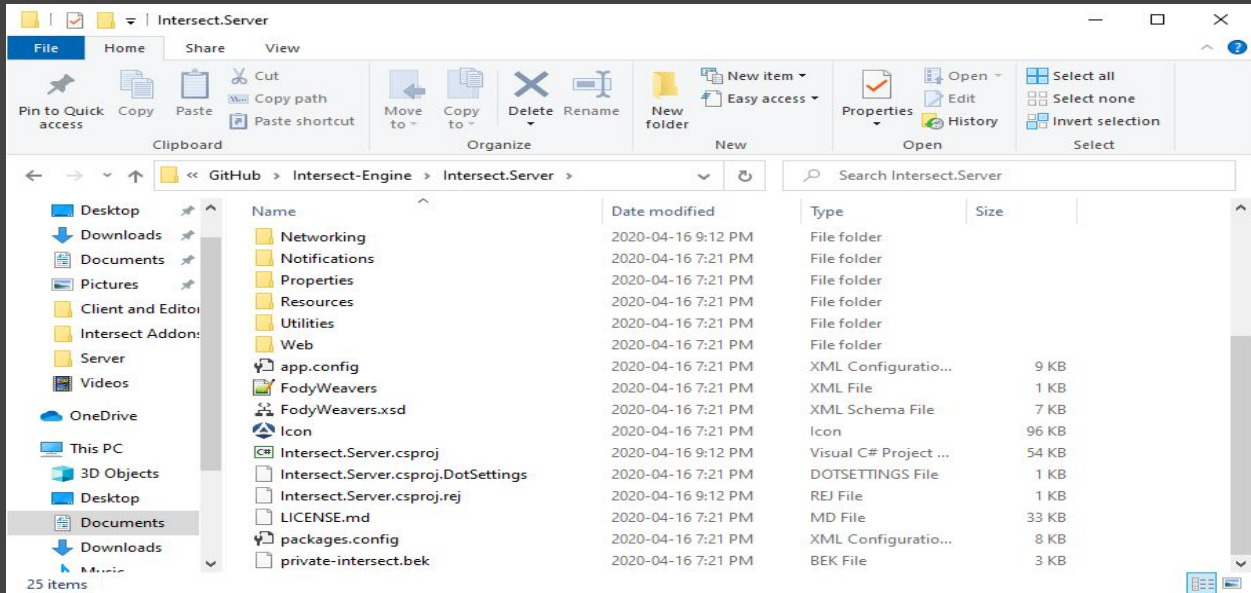 Intersect.Server
File Home Share View
Pin to Quick access
Copy
Paste
Cut
Copy path
Paste shortcut
Move to
Copy to
Delete
Rename
New folder
New item
Easy access
Properties
Open
Edit
History
Select all
Select none
Invert selection
Clipboard Organize New Open Select
« GitHub > Intersect-Engine > Intersect.Server > Search Intersect.Server
Desktop
Downloads
Documents
Pictures
Client and Edito
Intersect Addon
Server
Videos
OneDrive
This PC
3D Objects
Desktop
Documents
Downloads
Music
Name Date modified Type Size
Networking 2020-04-16 9:12 PM File folder
Notifications 2020-04-16 7:21 PM File folder
Properties 2020-04-16 7:21 PM File folder
Resources 2020-04-16 7:21 PM File folder
Utilities 2020-04-16 7:21 PM File folder
Web 2020-04-16 7:21 PM File folder
app.config 2020-04-16 7:21 PM XML Configuratio... 9 KB
FodyWeavers 2020-04-16 7:21 PM XML File 1 KB
FodyWeavers.xsd 2020-04-16 7:21 PM XML Schema File 7 KB
Icon 2020-04-16 7:21 PM Icon 96 KB
C# Intersect.Server.csproj 2020-04-16 9:12 PM Visual C# Project ... 54 KB
Intersect.Server.csproj.DotSettings 2020-04-16 7:21 PM DOTSETTINGS File 1 KB
Intersect.Server.csproj.rej 2020-04-16 9:12 PM REJ File 1 KB
LICENSE.md 2020-04-16 7:21 PM MD File 33 KB
packages.config 2020-04-16 7:21 PM XML Configuratio... 8 KB
private-intersect.bek 2020-04-16 7:21 PM BEK File 3 KB
25 items